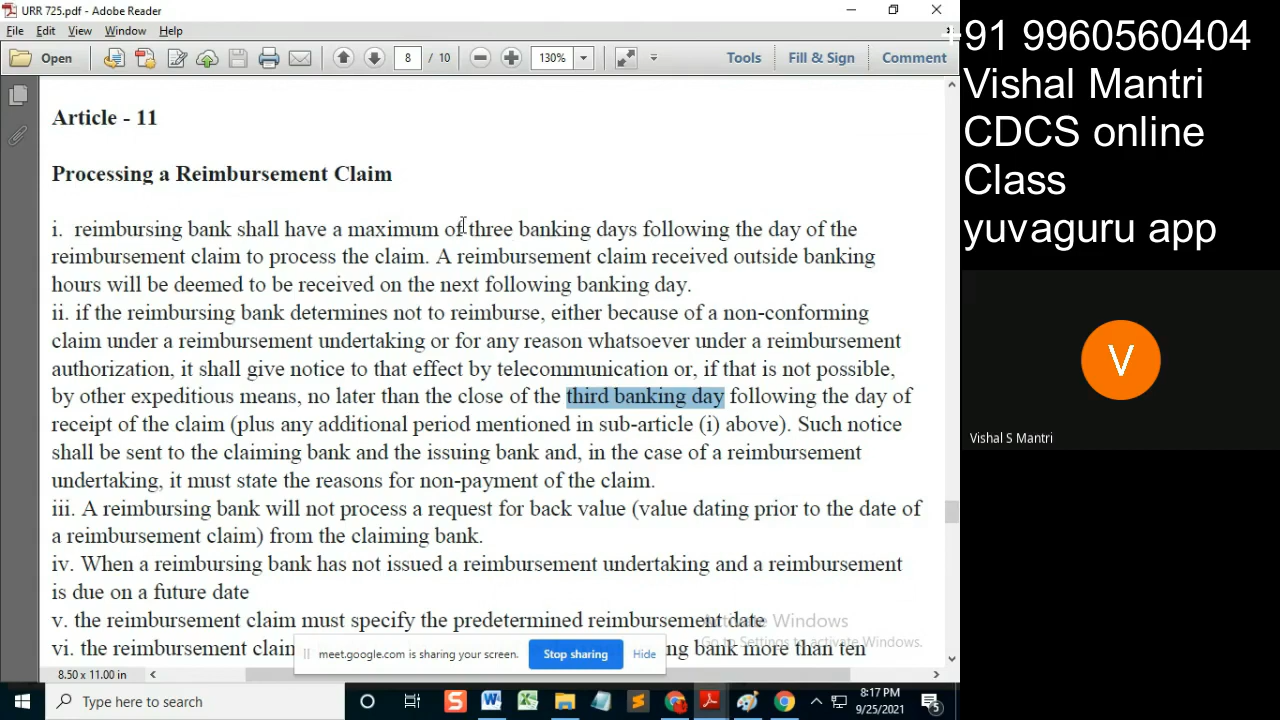 URR 725.pdf - Adobe Reader
File Edit View Window Help
Open 8 / 10 130% Tools Fill & Sign Comment
Article - 11
Processing a Reimbursement Claim
i. reimbursing bank shall have a maximum of three banking days following the day of the
reimbursement claim to process the claim. A reimbursement claim received outside banking
hours will be deemed to be received on the next following banking day.
ii. if the reimbursing bank determines not to reimburse, either because of a non-conforming
claim under a reimbursement undertaking or for any reason whatsoever under a reimbursement
authorization, it shall give notice to that effect by telecommunication or, if that is not possible,
by other expeditious means, no later than the close of the third banking day following the day of
receipt of the claim (plus any additional period mentioned in sub-article (i) above). Such notice
shall be sent to the claiming bank and the issuing bank and, in the case of a reimbursement
undertaking, it must state the reasons for non-payment of the claim.
iii. A reimbursing bank will not process a request for back value (value dating prior to the date of
a reimbursement claim) from the claiming bank.
iv. When a reimbursing bank has not issued a reimbursement undertaking and a reimbursement
is due on a future date
v. the reimbursement claim must specify the predetermined reimbursement date
vi. the reimbursement claim ng bank more than ten
Activate Windows
Go to Settings to activate Windows.
meet.google.com is sharing your screen. Stop sharing Hide
8.50 x 11.00 in
Type here to search
8:17 PM
9/25/2021
5
+91 9960560404
Vishal Mantri
CDCS online
Class
yuvaguru app
V
Vishal S Mantri